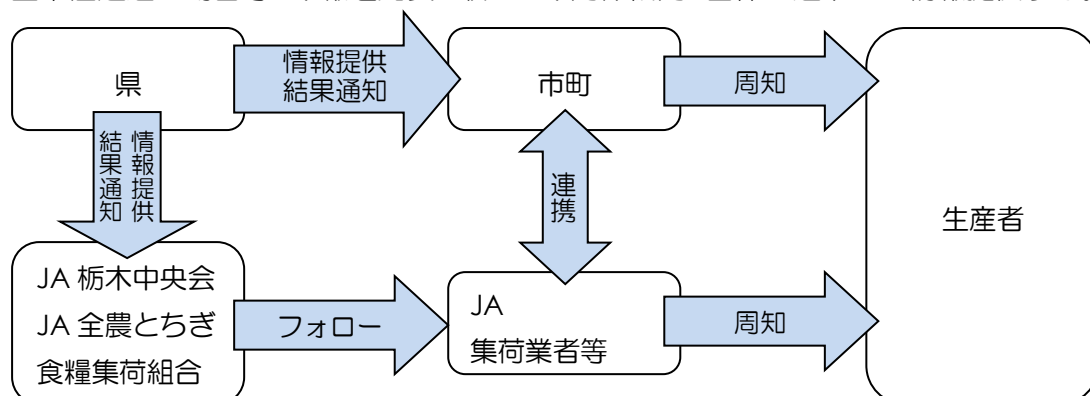 県
情報提供
結果通知
市町
周知
情報提供
結果通知
連携
生産者
JA 栃木中央会
JA 全農とちぎ
食糧集荷組合
フォロー
JA
集荷業者等
周知